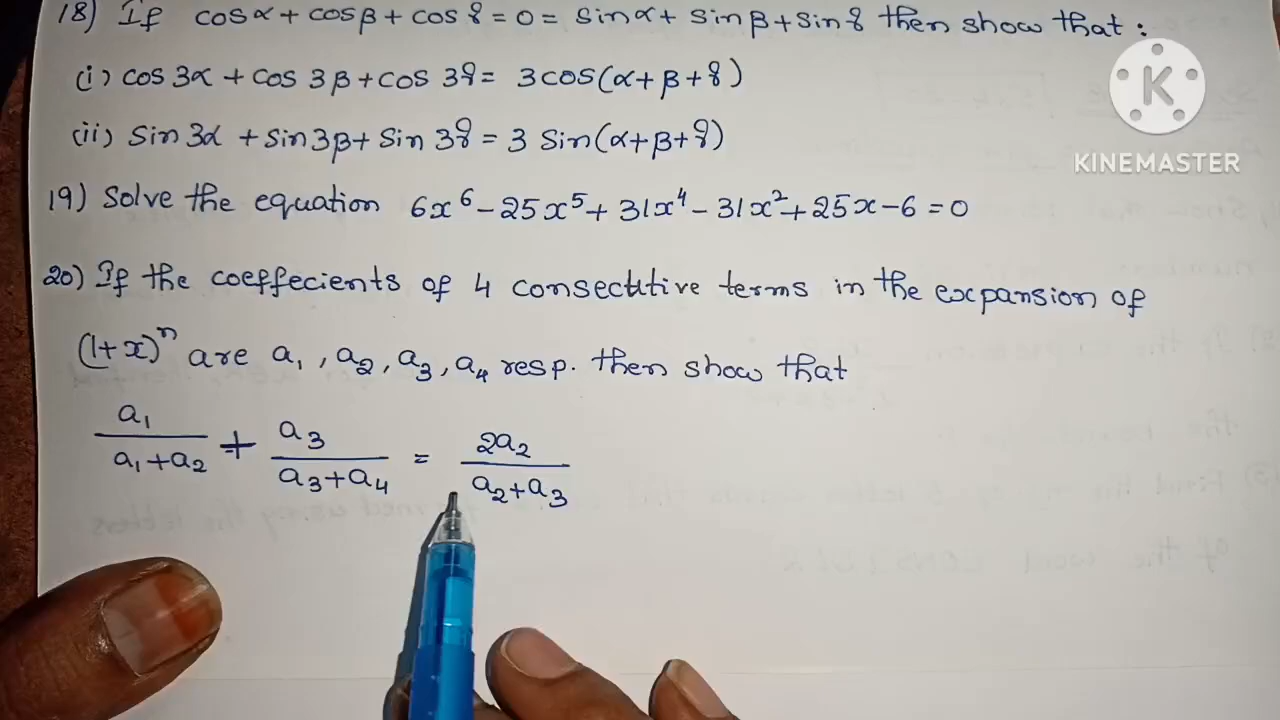 18) If cosα + cosβ + cosγ = 0 = sinα + sinβ + sinγ then show that :
K
(i) cos 3α + cos 3β + cos 3γ = 3cos(α + β + γ)
(ii) Sin 3α + Sin 3β + Sin 3γ = 3 Sin(α + β + γ)
KINEMASTER
19) Solve the equation 6x⁶ - 25x⁵ + 31x⁴ - 31x² + 25x - 6 = 0
20) If the coeffecients of 4 consectitive terms in the expansion of
(1+x)ⁿ are a₁ , a₂, a₃, a₄ resp. then show that
a₁/(a₁+a₂) + a₃/(a₃+a₄) = 2a₂/(a₂+a₃)